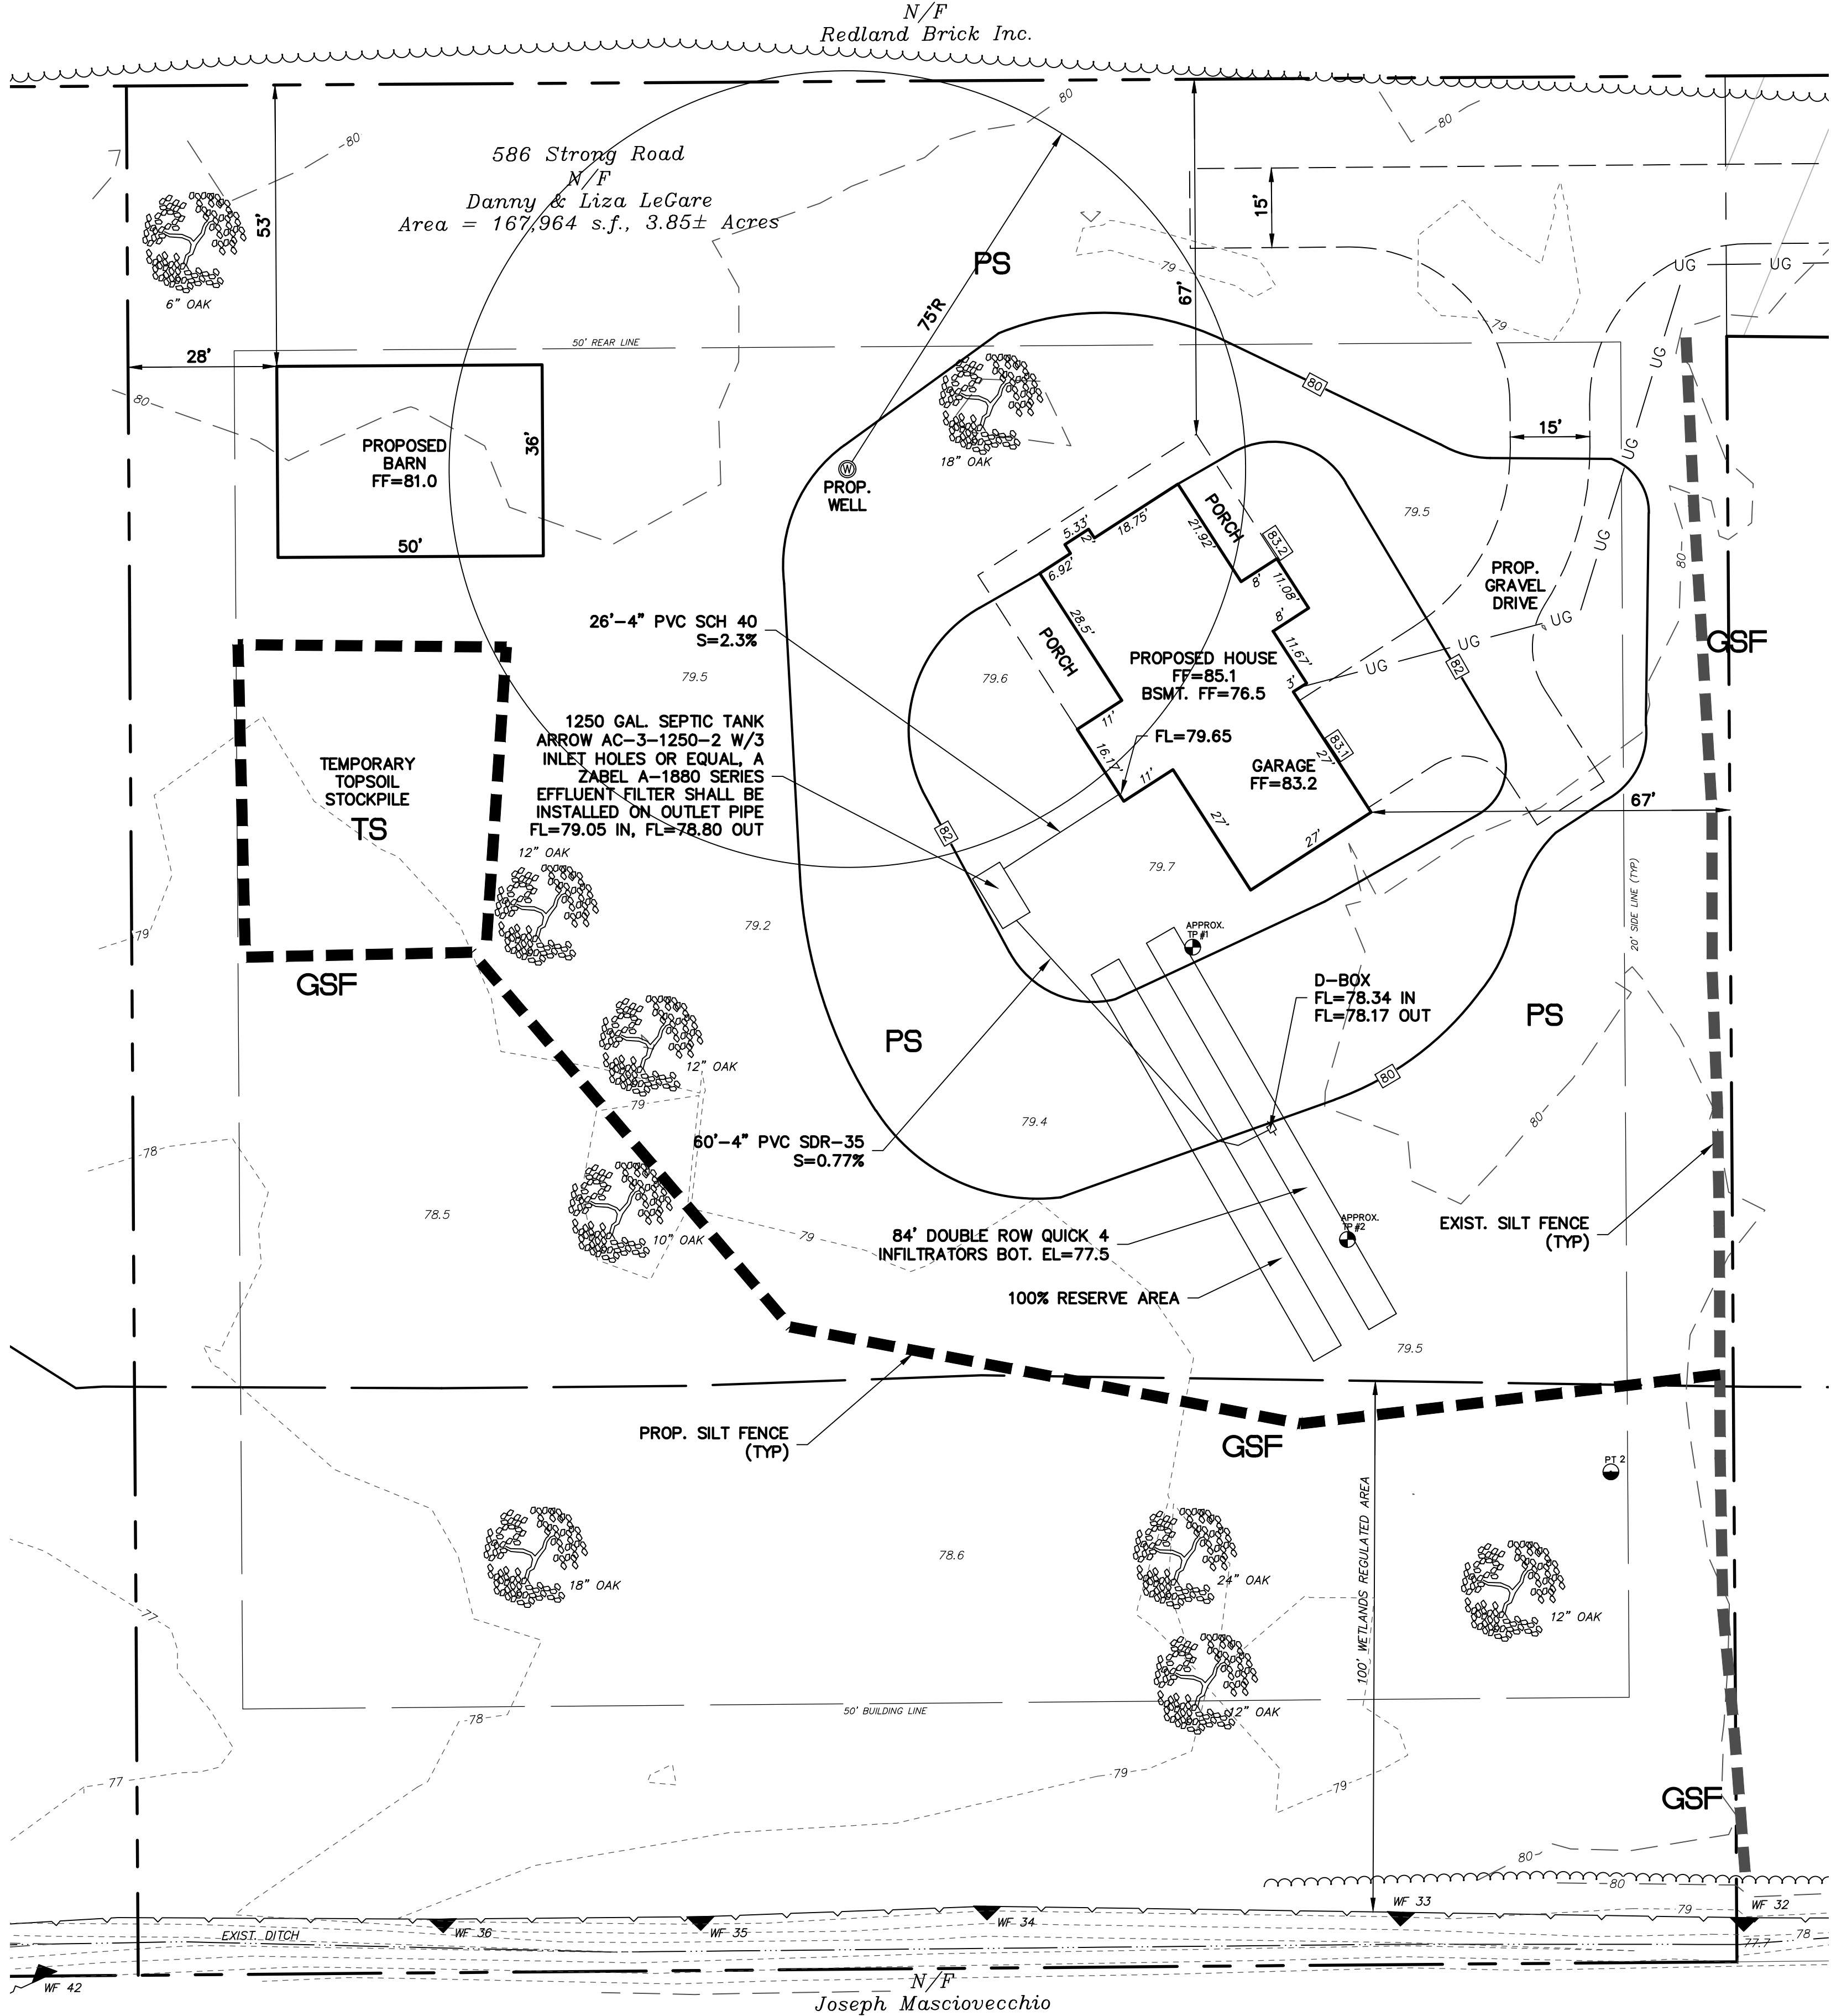 N/F
Redland Brick Inc.
80
80
80
586 Strong Road
N/F
Danny & Liza LeGare
Area = 167,964 s.f., 3.85± Acres
53'
6" OAK
75'R
PS
67'
15'
79
79
UG
UG
UG
UG
UG
UG
UG
UG
28'
50' REAR LINE
80
PROPOSED
BARN
FF=81.0
36'
50'
PROP.
WELL
W
18" OAK
80
15'
79.5
80
PORCH
5.33'
2'
18.75'
21.92'
6.92'
83.2
8'
11.08'
8'
11.67'
3'
28.5'
PORCH
PROP.
GRAVEL
DRIVE
GSF
26'-4" PVC SCH 40
S=2.3%
79.5
79.6
PROPOSED HOUSE
FF=85.1
BSMT. FF=76.5
82
11'
16.17'
11'
FL=79.65
83.1
27'
GARAGE
FF=83.2
27'
27'
67'
1250 GAL. SEPTIC TANK
ARROW AC-3-1250-2 W/3
INLET HOLES OR EQUAL, A
ZABEL A-1880 SERIES
EFFLUENT FILTER SHALL BE
INSTALLED ON OUTLET PIPE
FL=79.05 IN, FL=78.80 OUT
TEMPORARY
TOPSOIL
STOCKPILE
TS
12" OAK
82
79.7
79.2
79
20' SIDE LINE (TYP)
APPROX.
TP #1
GSF
D-BOX
FL=78.34 IN
FL=78.17 OUT
PS
PS
12" OAK
79
80
80
79.4
78
60'-4" PVC SDR-35
S=0.77%
78.5
10" OAK
79
84' DOUBLE ROW QUICK 4
INFILTRATORS BOT. EL=77.5
APPROX.
TP #2
EXIST. SILT FENCE
(TYP)
100% RESERVE AREA
79.5
PROP. SILT FENCE
(TYP)
GSF
PT 2
100' WETLANDS REGULATED AREA
78.6
18" OAK
24" OAK
12" OAK
77
12" OAK
50' BUILDING LINE
78
77
79
79
GSF
80
80
79
WF 32
WF 33
WF 34
WF 35
WF 36
EXIST. DITCH
78
77.7
WF 42
N/F
Joseph Masciovecchio